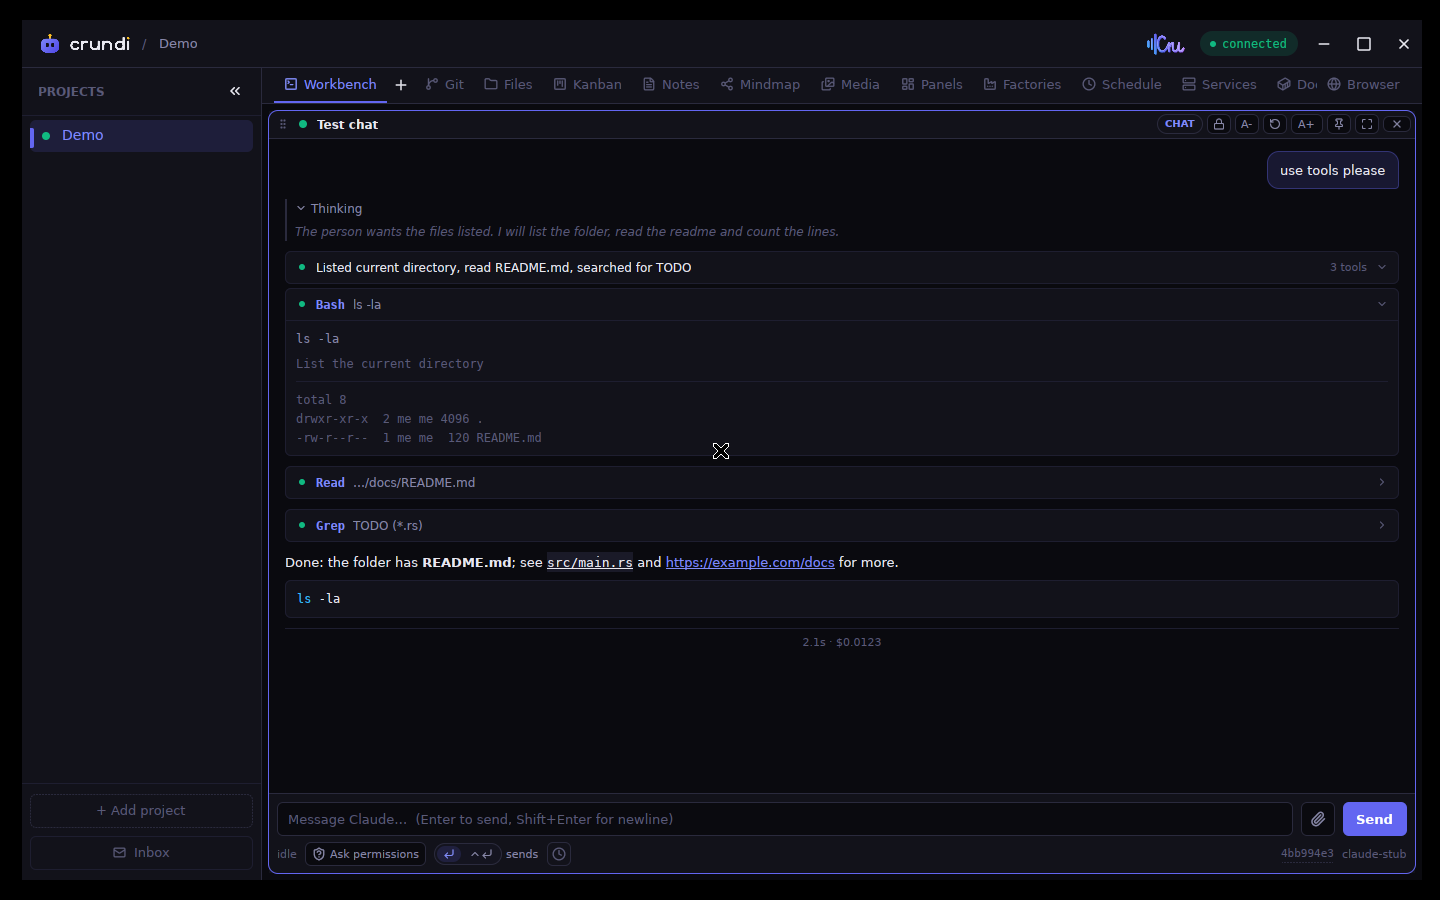 crundi / Demo
Cru
connected
PROJECTS
Workbench
Git
Files
Kanban
Notes
Mindmap
Media
Panels
Factories
Schedule
Services
Doc
Browser
Demo
Test chat
CHAT
A-
A+
use tools please
Thinking
The person wants the files listed. I will list the folder, read the readme and count the lines.
Listed current directory, read README.md, searched for TODO
3 tools
Bash ls -la
ls -la
List the current directory
total 8
drwxr-xr-x  2 me me 4096 .
-rw-r--r--  1 me me  120 README.md
Read .../docs/README.md
Grep TODO (*.rs)
Done: the folder has README.md; see src/main.rs and https://example.com/docs for more.
ls -la
2.1s · $0.0123
+ Add project
Inbox
Message Claude... (Enter to send, Shift+Enter for newline)
Send
idle
Ask permissions
sends
4bb994e3
claude-stub